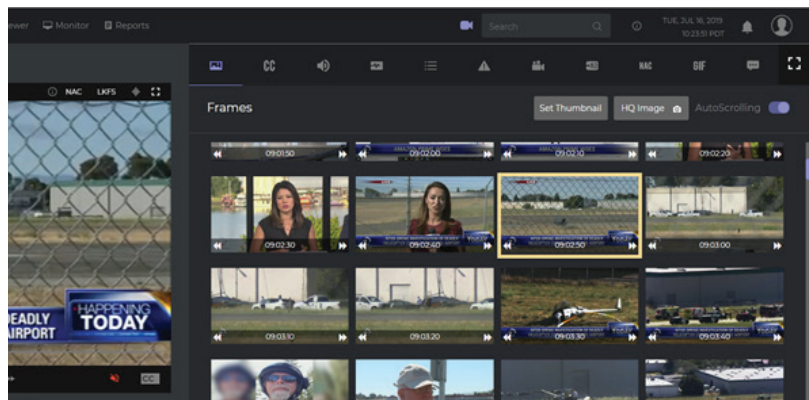 ewer Monitor Reports Search TUE, JUL 16, 2019
10:23:51 PDT
NAC LKFS
CC NAC GIF
Frames Set Thumbnail HQ Image AutoScrolling
09:01:50 09:02:00 09:02:10 09:02:20
09:02:30 09:02:40 09:02:50 09:03:00
09:03:10 09:03:20 09:03:30 09:03:40
EADLY
IRPORT
HAPPENING
TODAY
CC